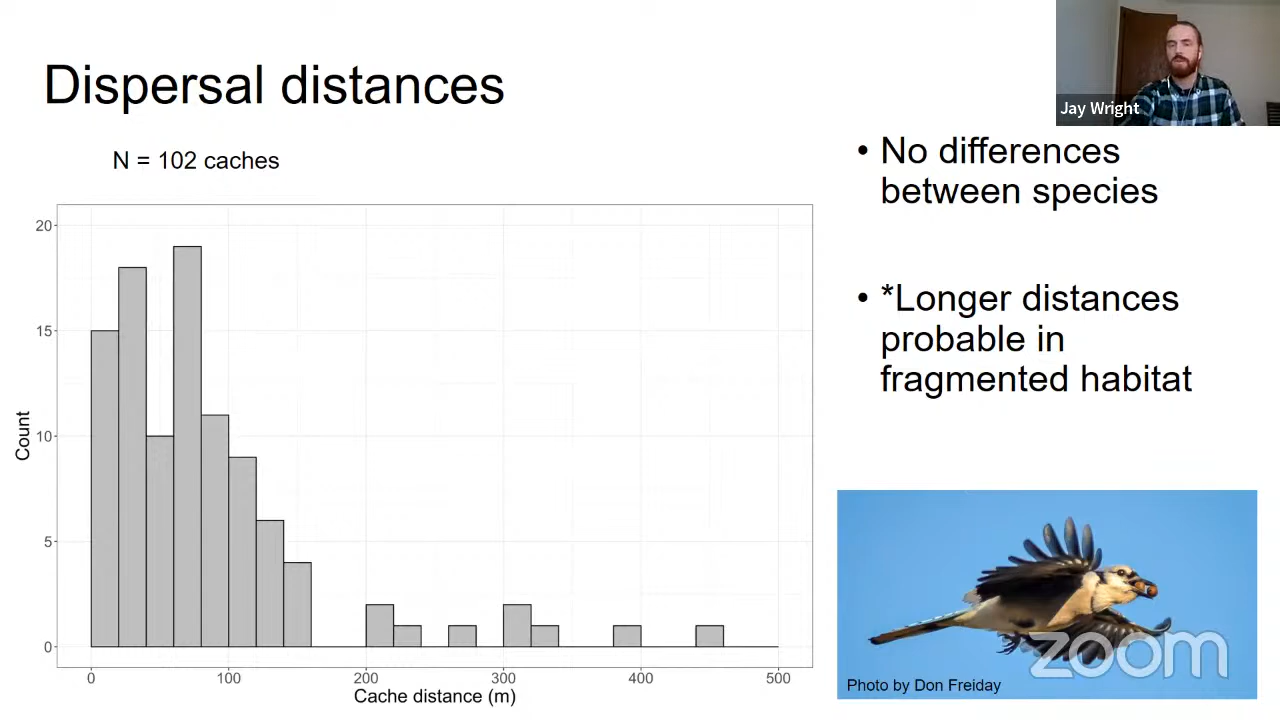 Dispersal distances
Jay Wright
N = 102 caches
• No differences
between species
• *Longer distances
probable in
fragmented habitat
20
15
10
5
0
Count
0 100 200 300 400 500
Cache distance (m)
Photo by Don Freiday
zoom